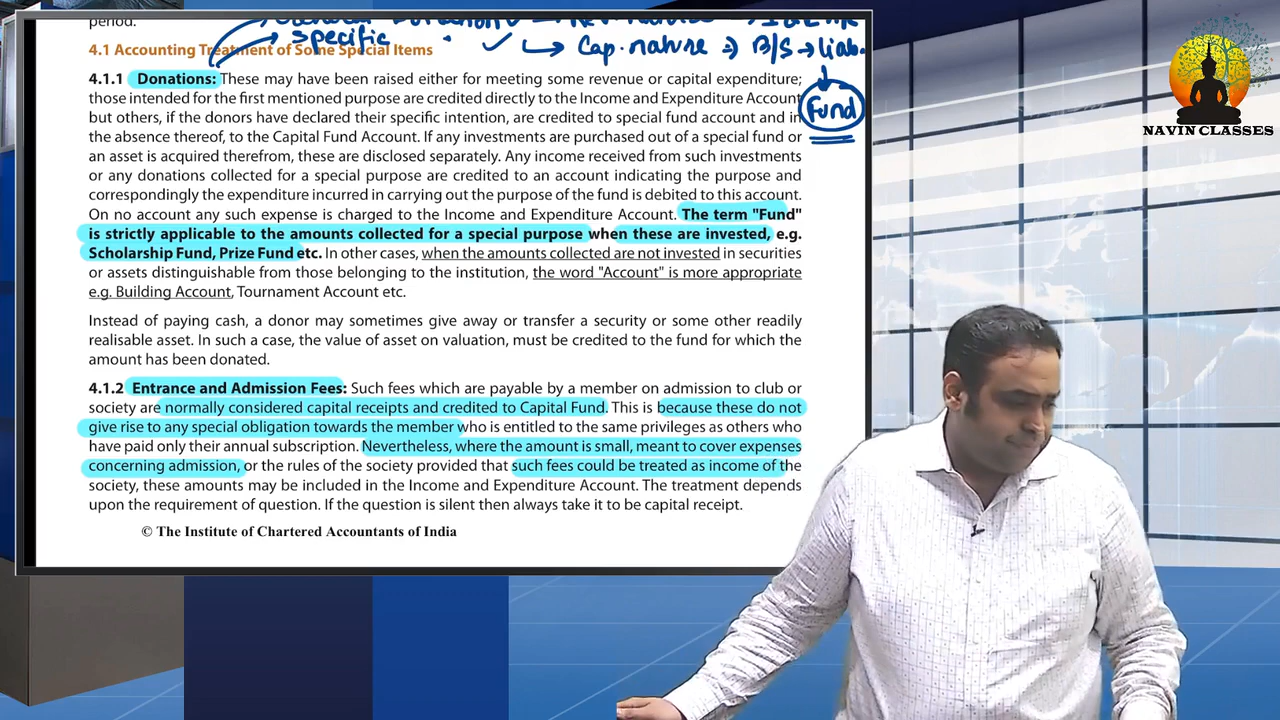 period.
specific
Cap. nature ⇒ B/S → liab.
Fund
4.1 Accounting Treatment of Some Special Items
4.1.1 Donations: These may have been raised either for meeting some revenue or capital expenditure;
those intended for the first mentioned purpose are credited directly to the Income and Expenditure Account
but others, if the donors have declared their specific intention, are credited to special fund account and in
the absence thereof, to the Capital Fund Account. If any investments are purchased out of a special fund or
an asset is acquired therefrom, these are disclosed separately. Any income received from such investments
or any donations collected for a special purpose are credited to an account indicating the purpose and
correspondingly the expenditure incurred in carrying out the purpose of the fund is debited to this account.
On no account any such expense is charged to the Income and Expenditure Account. The term "Fund"
is strictly applicable to the amounts collected for a special purpose when these are invested, e.g.
Scholarship Fund, Prize Fund etc. In other cases, when the amounts collected are not invested in securities
or assets distinguishable from those belonging to the institution, the word "Account" is more appropriate
e.g. Building Account, Tournament Account etc.
Instead of paying cash, a donor may sometimes give away or transfer a security or some other readily
realisable asset. In such a case, the value of asset on valuation, must be credited to the fund for which the
amount has been donated.
4.1.2 Entrance and Admission Fees: Such fees which are payable by a member on admission to club or
society are normally considered capital receipts and credited to Capital Fund. This is because these do not
give rise to any special obligation towards the member who is entitled to the same privileges as others who
have paid only their annual subscription. Nevertheless, where the amount is small, meant to cover expenses
concerning admission, or the rules of the society provided that such fees could be treated as income of the
society, these amounts may be included in the Income and Expenditure Account. The treatment depends
upon the requirement of question. If the question is silent then always take it to be capital receipt.
© The Institute of Chartered Accountants of India
NAVIN CLASSES